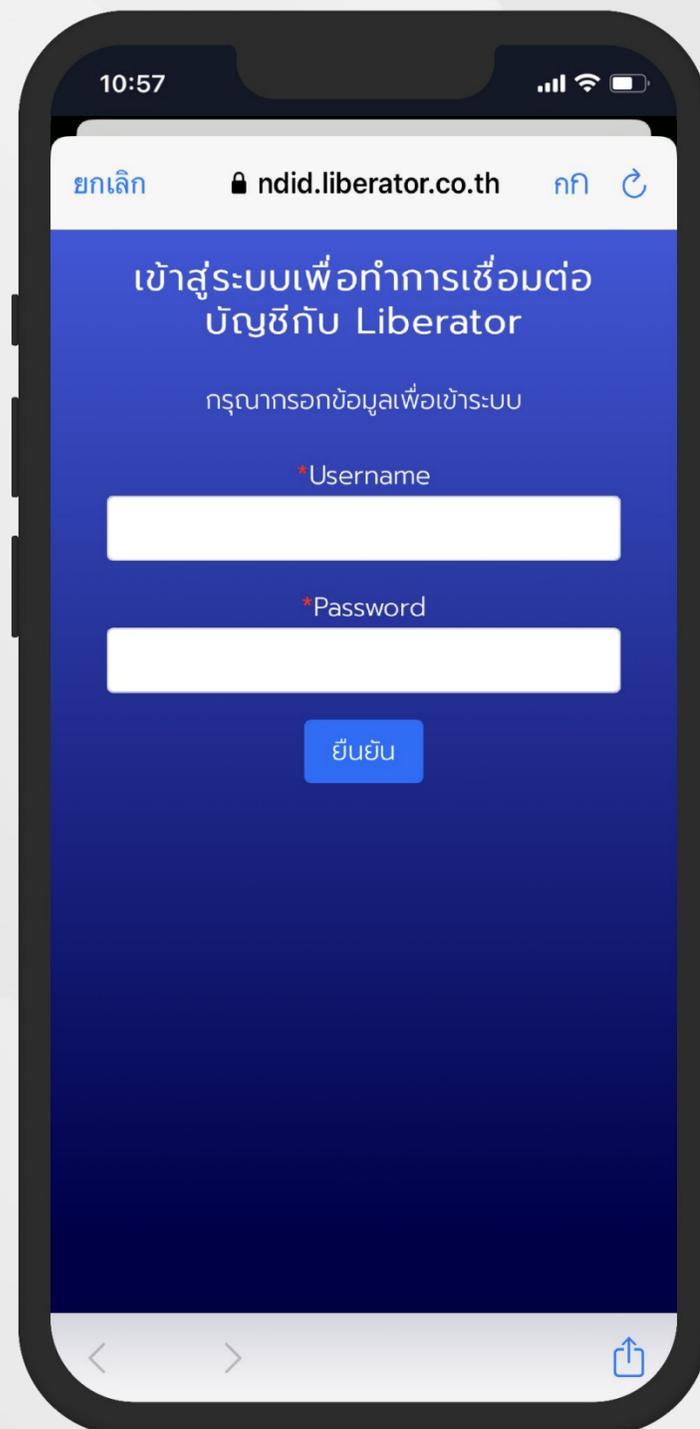 10:57
ยกเลิก ndid.liberator.co.th กก
เข้าสู่ระบบเพื่อทำการเชื่อมต่อ
บัญชีกับ Liberator
กรุณากรอกข้อมูลเพื่อเข้าระบบ
*Username
*Password
ยืนยัน